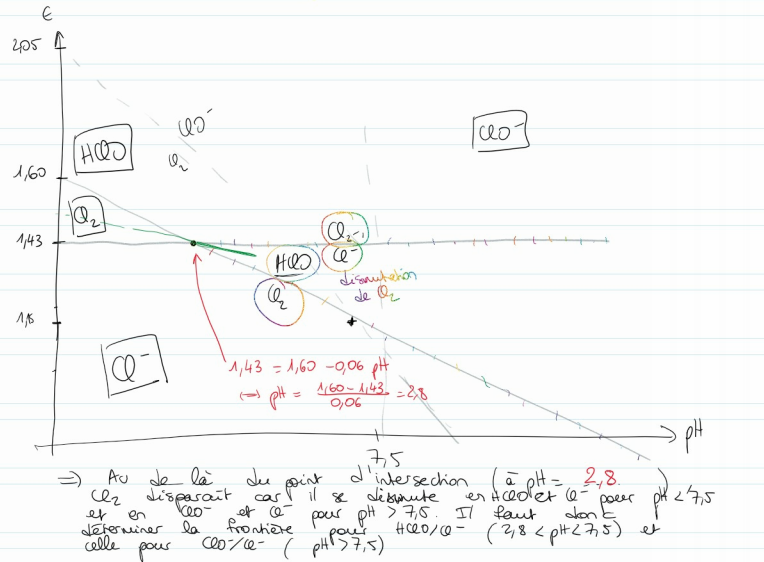 E
2,05
ClO⁻
ClO⁻
HClO
Cl₂
1,60
Cl₂
Cl₂
1,43
HClO
Cl⁻
Cl₂
dismutation
de Cl₂
1,8
Cl⁻
1,43 = 1,60 - 0,06 pH
⟺ pH = (1,60 - 1,43)/0,06 = 2,8
pH
7,5
⇒ Au de là du point d'intersection (à pH = 2,8. )
Cl₂ disparaît car il se dismute en HClO et Cl⁻ pour pH < 7,5
et en ClO⁻ et Cl⁻ pour pH > 7,5. Il faut donc
déterminer la frontière pour HClO/Cl⁻ (2,8 < pH < 7,5) et
celle pour ClO⁻/Cl⁻ ( pH > 7,5)